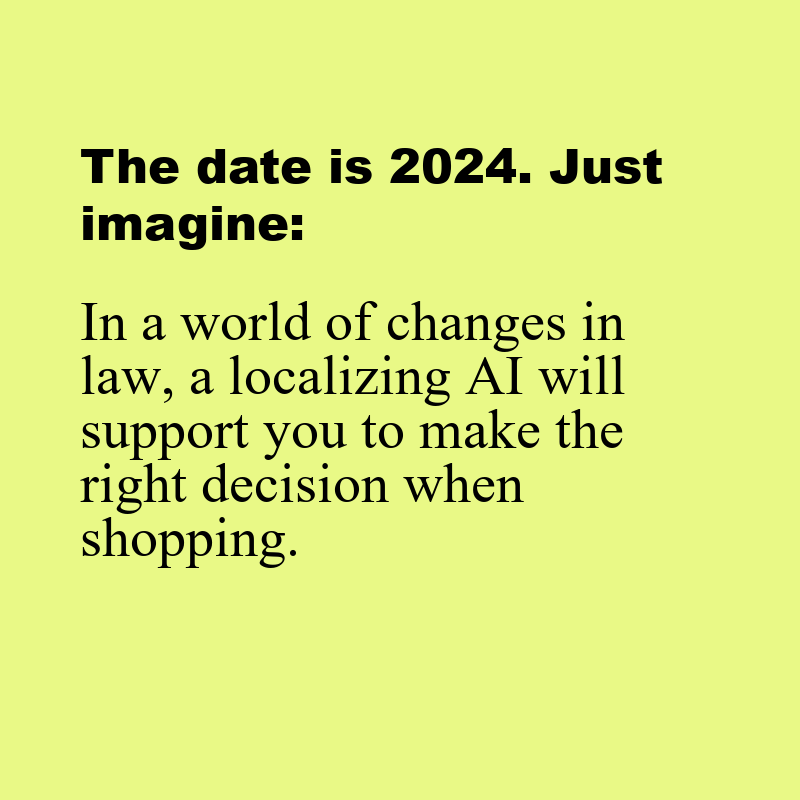 The date is 2024. Just
imagine:
In a world of changes in
law, a localizing AI will
support you to make the
right decision when
shopping.